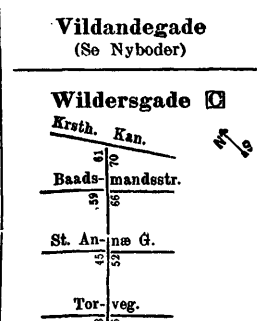 Vildandegade
(Se Nyboder)
Wildersgade C
Krsth. Kan.
61 70
Baads-mandsstr.
59 66
St. An-næ G.
45 52
Tor-veg.